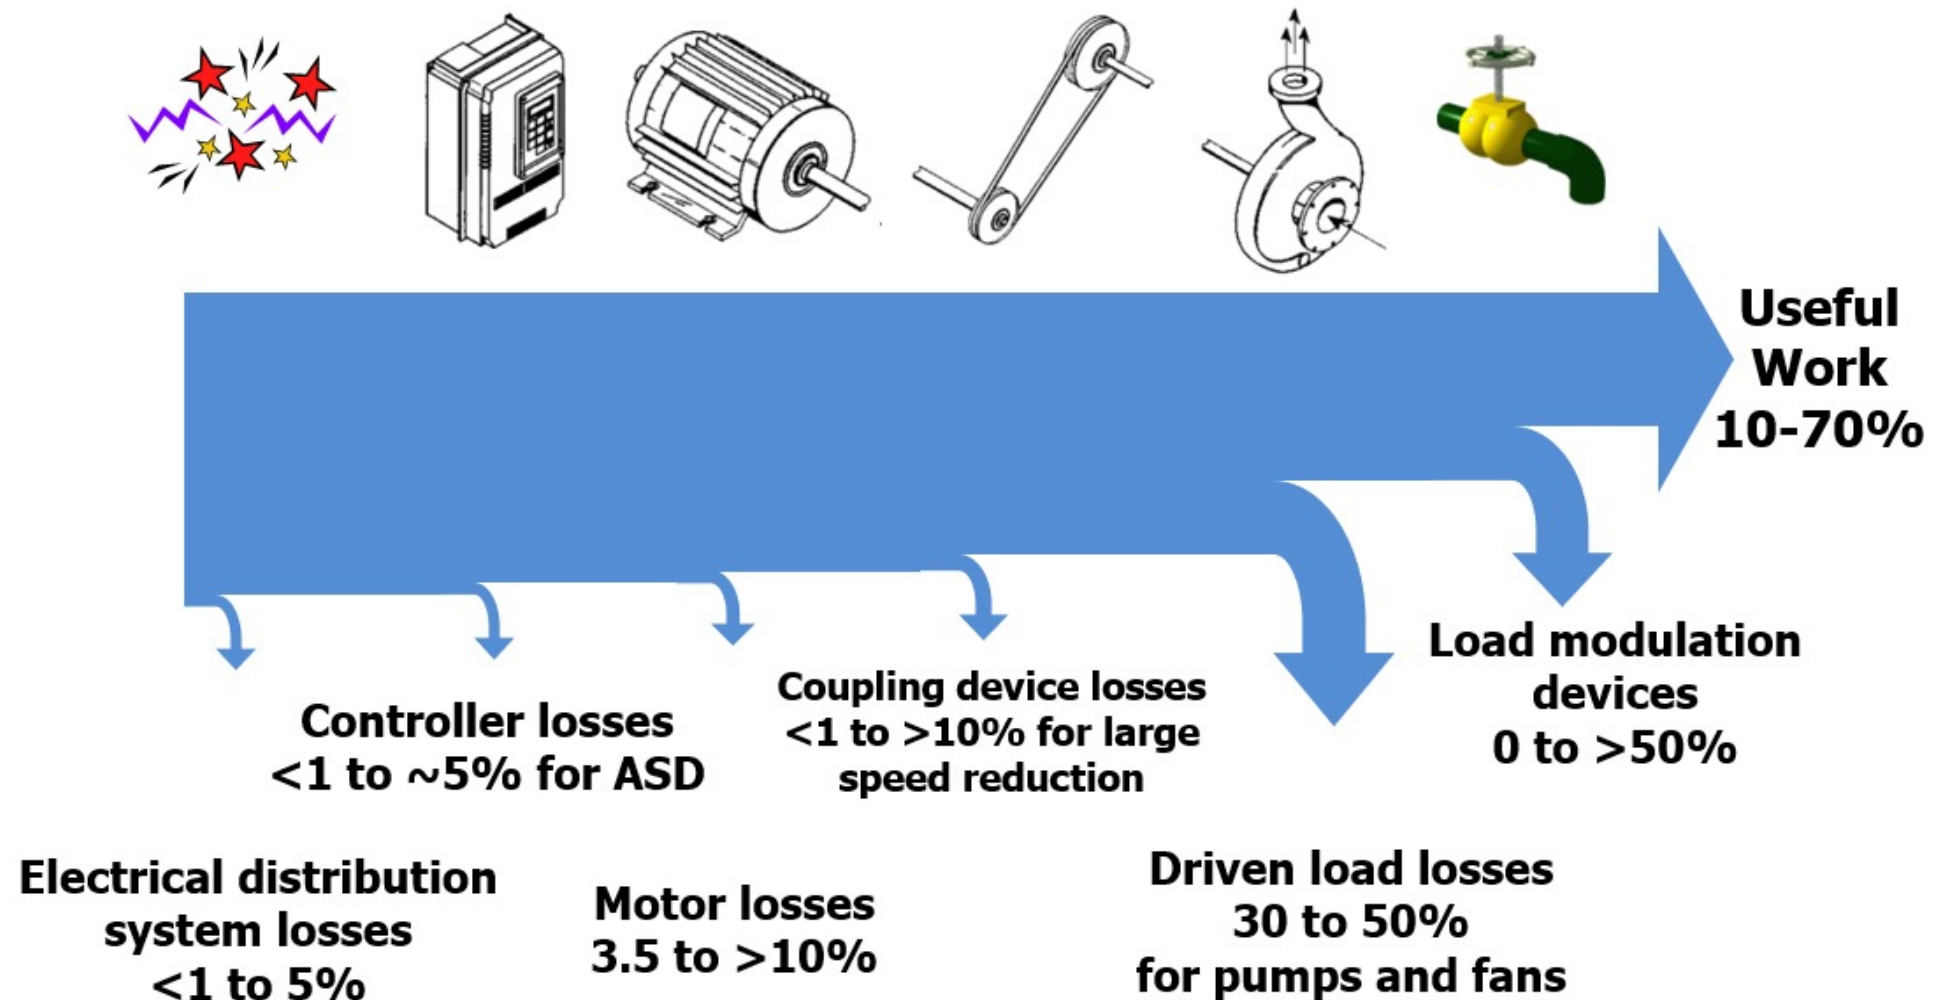 Useful
Work
10-70%
Electrical distribution
system losses
<1 to 5%
Controller losses
<1 to ~5% for ASD
Motor losses
3.5 to >10%
Coupling device losses
<1 to >10% for large
speed reduction
Driven load losses
30 to 50%
for pumps and fans
Load modulation
devices
0 to >50%